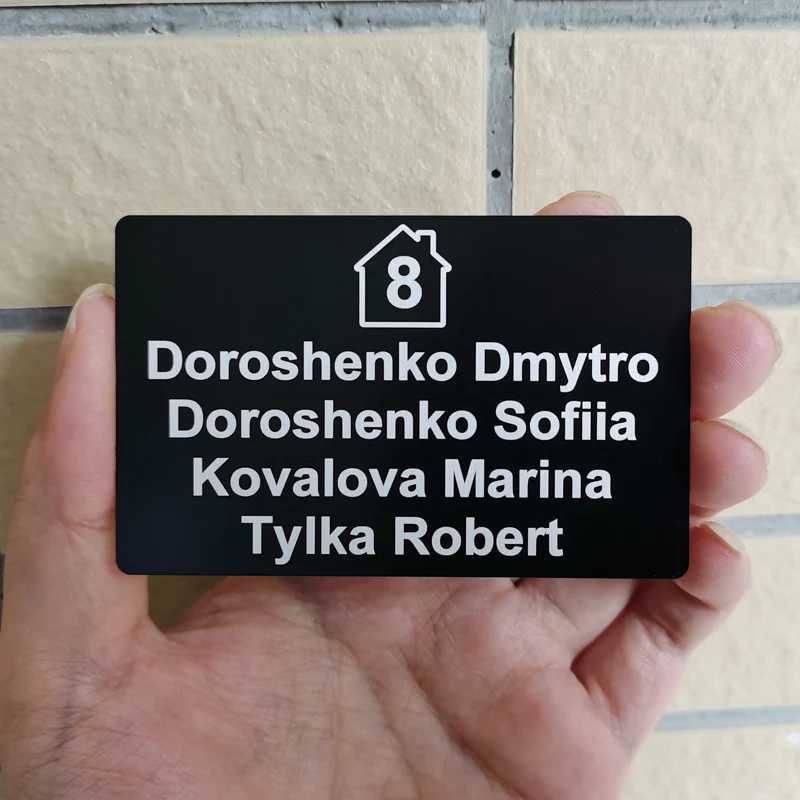 8
Doroshenko Dmytro
Doroshenko Sofiia
Kovalova Marina
Tylka Robert